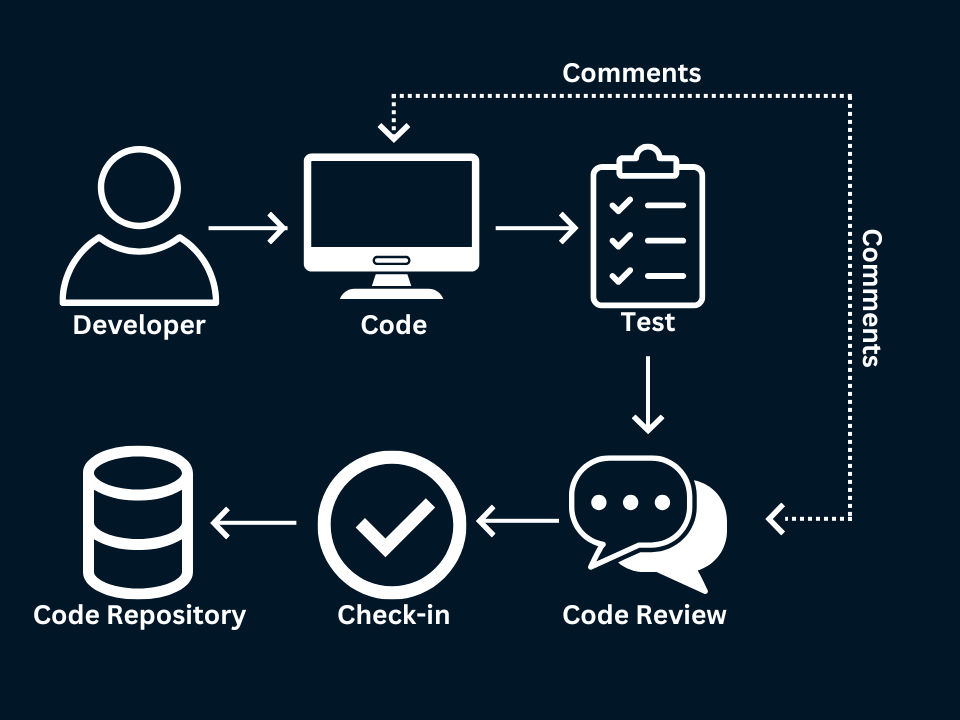 Comments
Developer
Code
Test
Comments
Code Repository
Check-in
Code Review